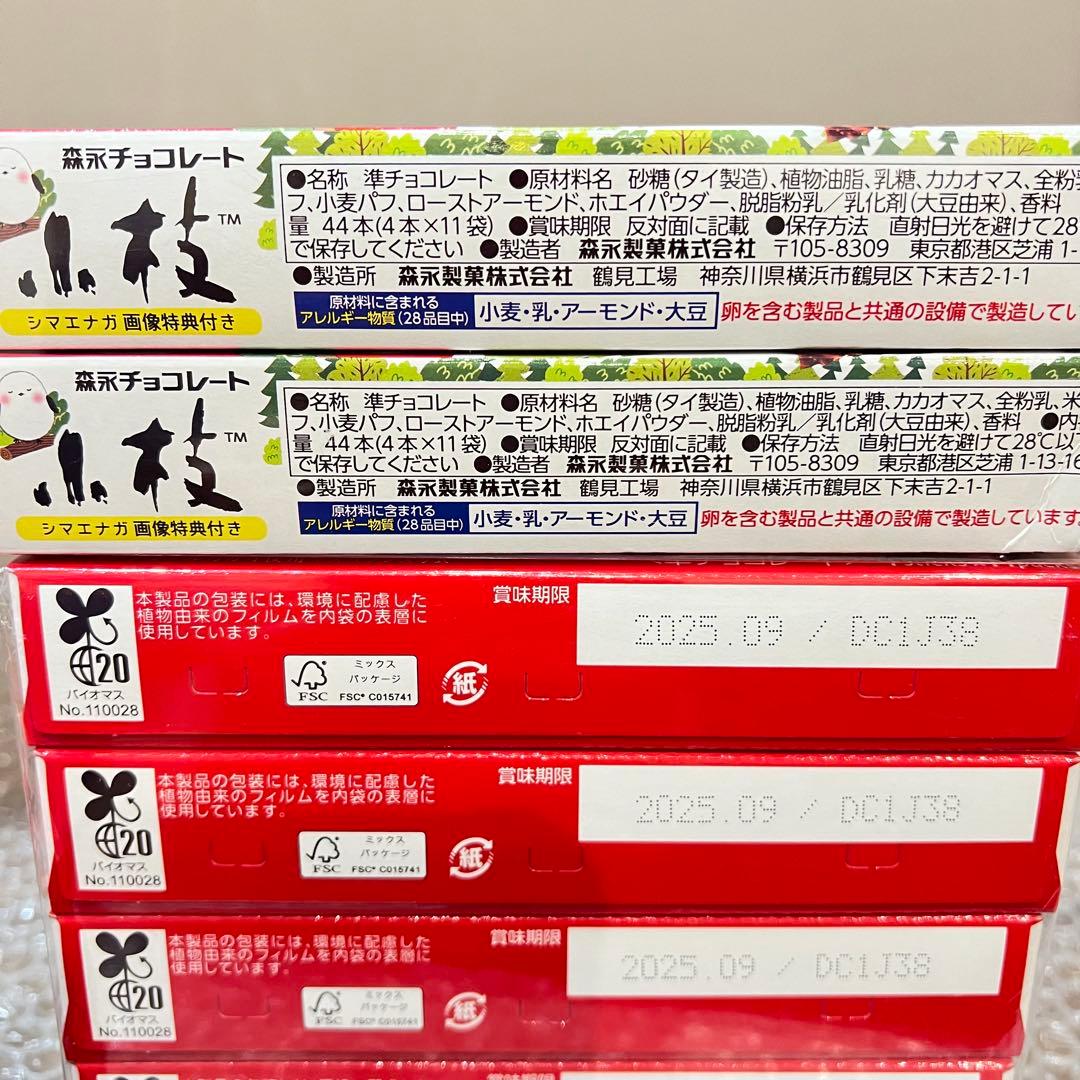 森永チョコレート
小枝™
シマエナガ画像特典付き
●名称 準チョコレート ●原材料名 砂糖(タイ製造)、植物油脂、乳糖、カカオマス、全粉
フ、小麦パフ、ローストアーモンド、ホエイパウダー、脱脂粉乳/乳化剤(大豆由来)、香料
量 44本(4本×11袋) ●賞味期限 反対面に記載 ●保存方法 直射日光を避けて28
で保存してください ●製造者 森永製菓株式会社 〒105-8309 東京都港区芝浦1-
●製造所 森永製菓株式会社 鶴見工場 神奈川県横浜市鶴見区下末吉2-1-1
原材料に含まれる
アレルギー物質(28品目中)
小麦・乳・アーモンド・大豆
卵を含む製品と共通の設備で製造してい
森永チョコレート
小枝™
シマエナガ画像特典付き
●名称 準チョコレート ●原材料名 砂糖(タイ製造)、植物油脂、乳糖、カカオマス、全粉乳、米
フ、小麦パフ、ローストアーモンド、ホエイパウダー、脱脂粉乳/乳化剤(大豆由来)、香料 ●内
量 44本(4本×11袋) ●賞味期限 反対面に記載 ●保存方法 直射日光を避けて28℃以
で保存してください ●製造者 森永製菓株式会社 〒105-8309 東京都港区芝浦1-13-16
●製造所 森永製菓株式会社 鶴見工場 神奈川県横浜市鶴見区下末吉2-1-1
原材料に含まれる
アレルギー物質(28品目中)
小麦・乳・アーモンド・大豆
卵を含む製品と共通の設備で製造しています
本製品の包装には、環境に配慮した
植物由来のフィルムを内袋の表層に
使用しています。
20
バイオマス
No.110028
FSC
ミックス
パッケージ
FSC® C015741
紙
賞味期限
2025.09 / DC1J38
本製品の包装には、環境に配慮した
植物由来のフィルムを内袋の表層に
使用しています。
20
バイオマス
No.110028
FSC
ミックス
パッケージ
FSC® C015741
紙
賞味期限
2025.09 / DC1J38
本製品の包装には、環境に配慮した
植物由来のフィルムを内袋の表層に
使用しています。
20
バイオマス
No.110028
FSC
ミックス
パッケージ
FSC® C015741
紙
賞味期限
2025.09 / DC1J38
賞味期限